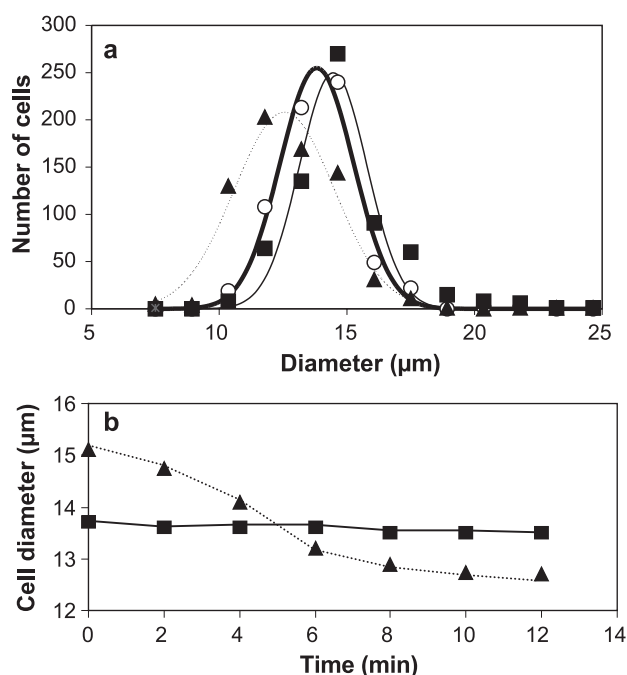 a
300
250
200
150
100
50
0
Number of cells
5 10 15 20 25
Diameter (µm)
b
16
15
14
13
12
Cell diameter (µm)
0 2 4 6 8 10 12 14
Time (min)